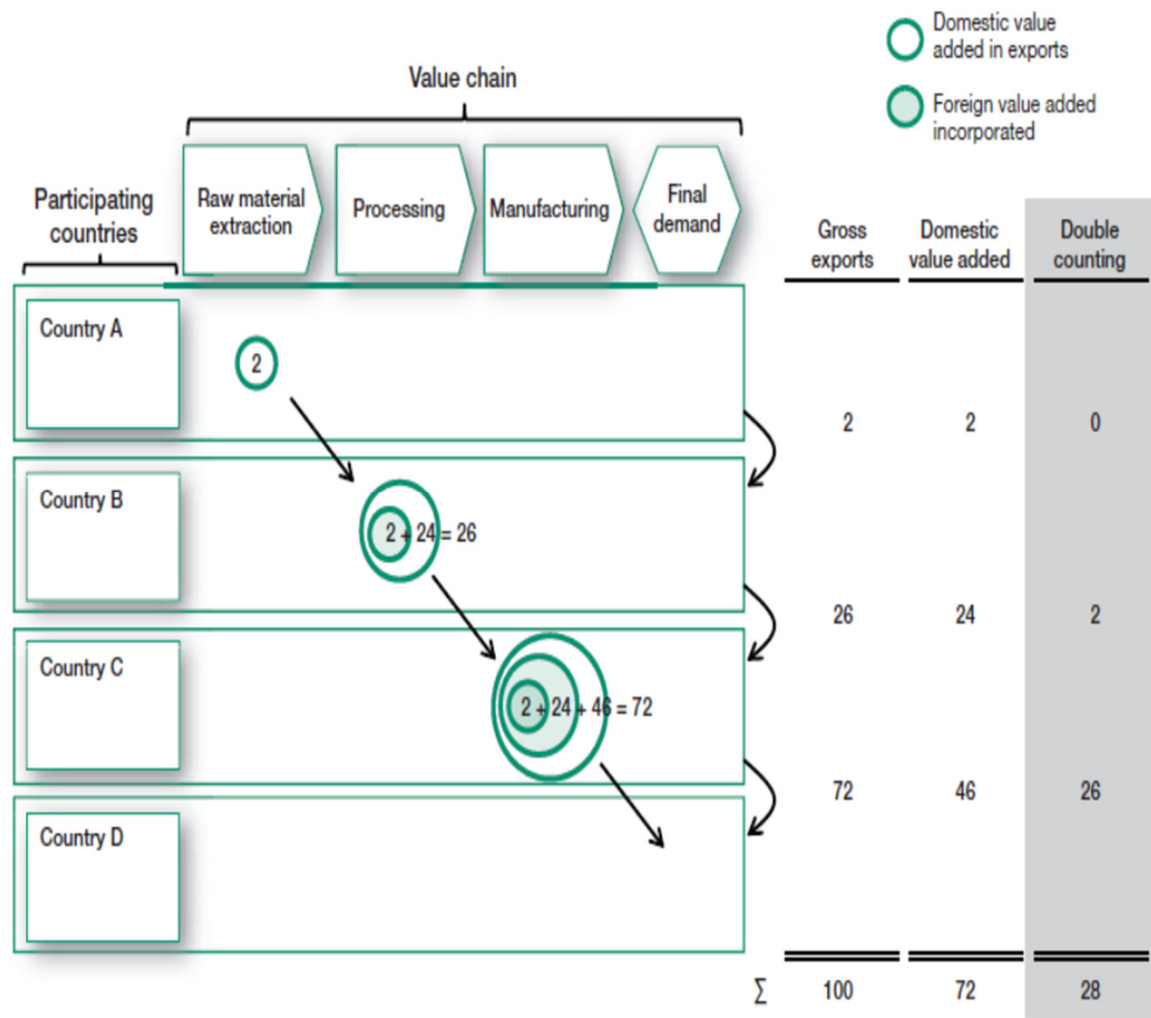 Domestic value
added in exports
Foreign value added
incorporated
Value chain
Participating
countries
Raw material
extraction
Processing
Manufacturing
Final
demand
Gross
exports
Domestic
value added
Double
counting
Country A
2
2 2 0
Country B
2 + 24 = 26
26 24 2
Country C
2 + 24 + 46 = 72
72 46 26
Country D
∑ 100 72 28